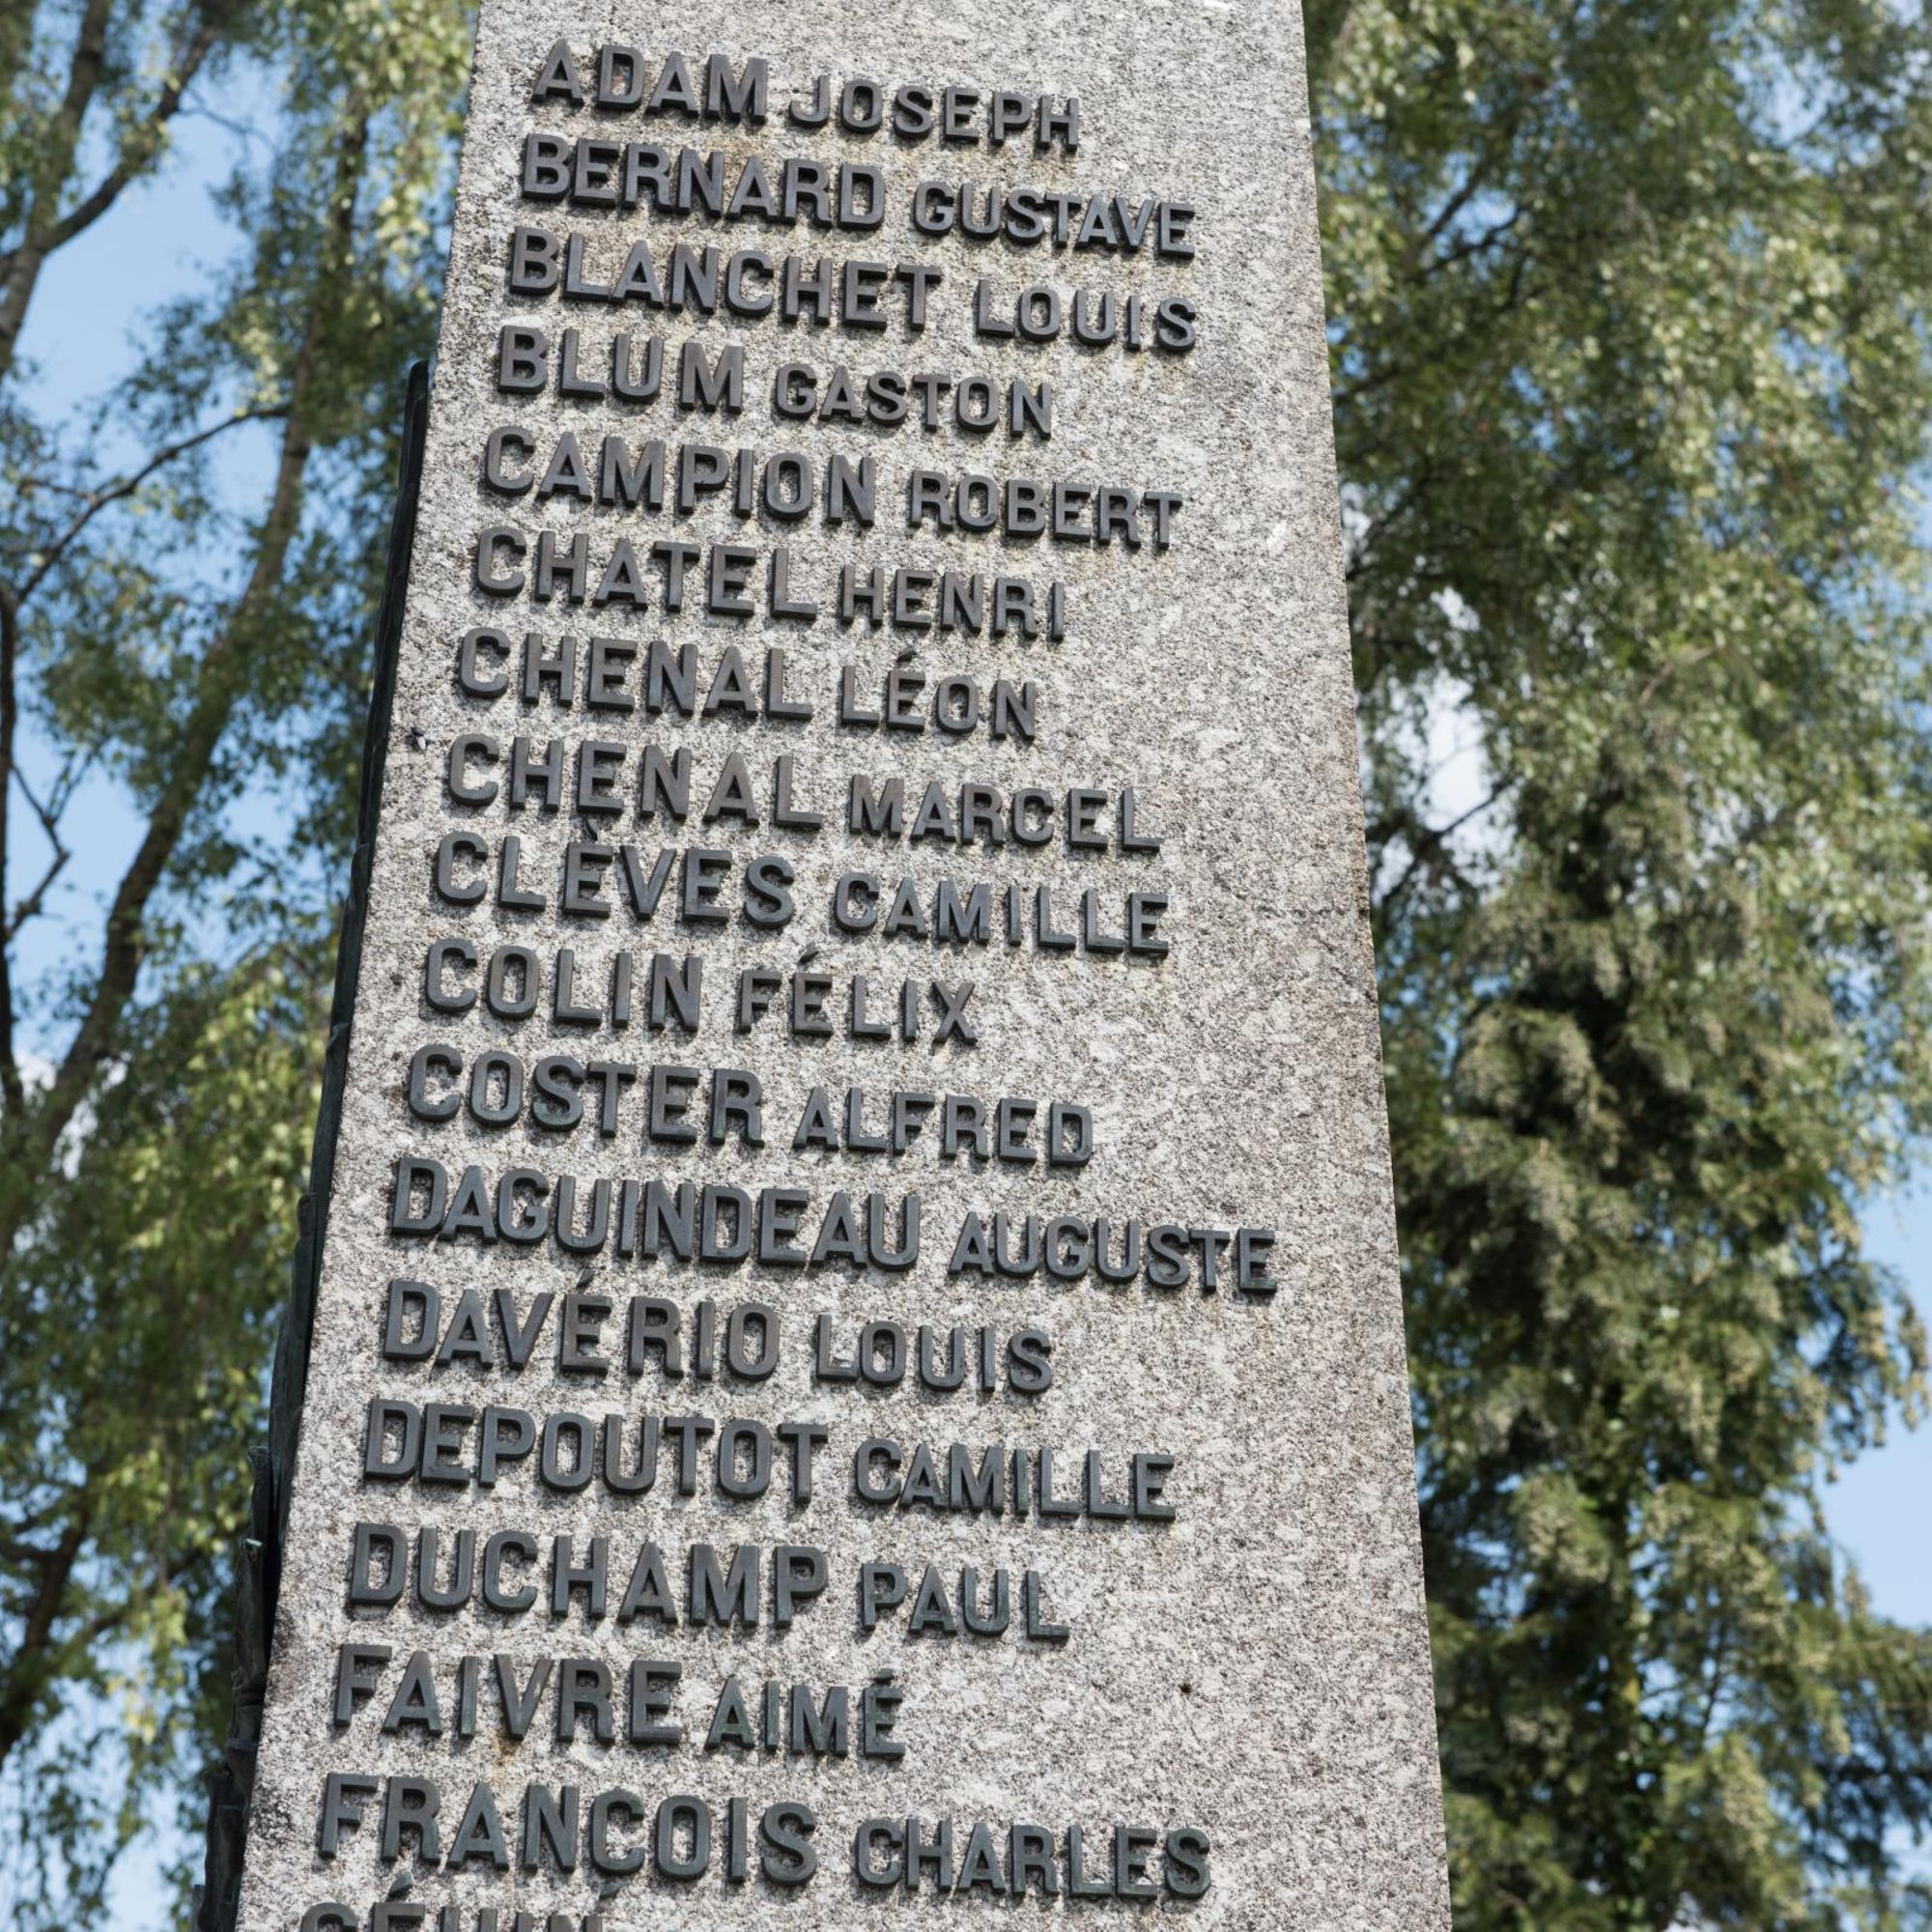 ADAM JOSEPH
BERNARD GUSTAVE
BLANCHET LOUIS
BLUM GASTON
CAMPION ROBERT
CHATEL HENRI
CHENAL LÉON
CHENAL MARCEL
CLÈVES CAMILLE
COLIN FÉLIX
COSTER ALFRED
DAGUINDEAU AUGUSTE
DAVÉRIO LOUIS
DEPOUTOT CAMILLE
DUCHAMP PAUL
FAIVRE AIMÉ
FRANCOIS CHARLES